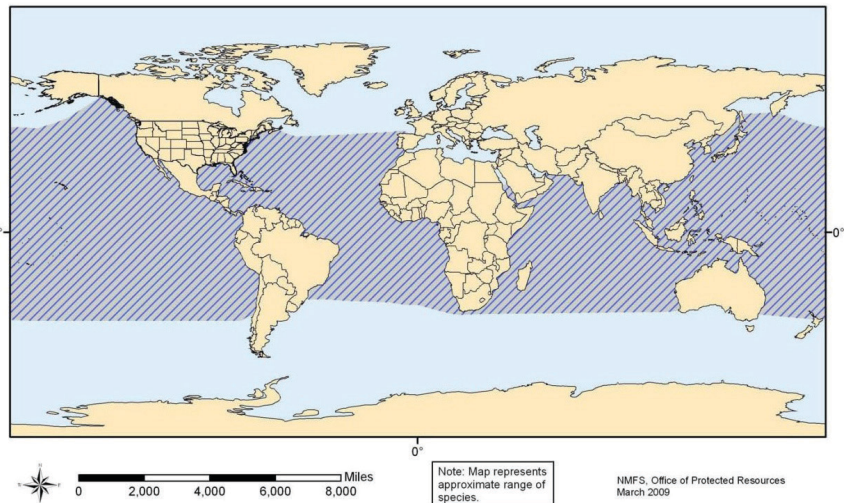 0°
0°
0°
Miles
0 2,000 4,000 6,000 8,000
Note: Map represents
approximate range of
species.
NMFS, Office of Protected Resources
March 2009